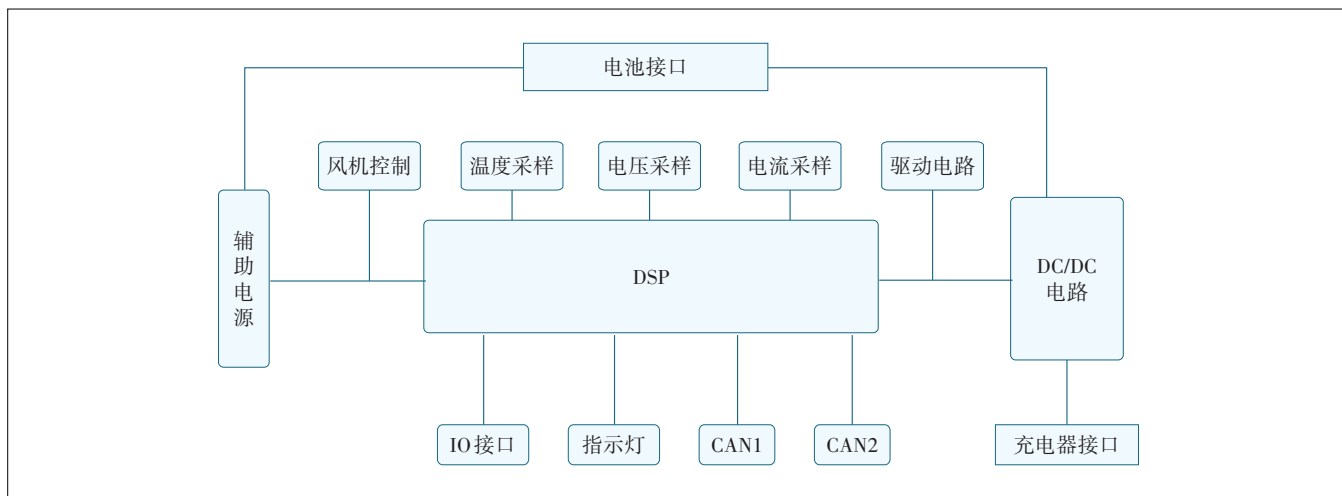 电池接口
风机控制
温度采样
电压采样
电流采样
驱动电路
辅助电源
DSP
DC/DC
电路
IO接口
指示灯
CAN1
CAN2
充电器接口